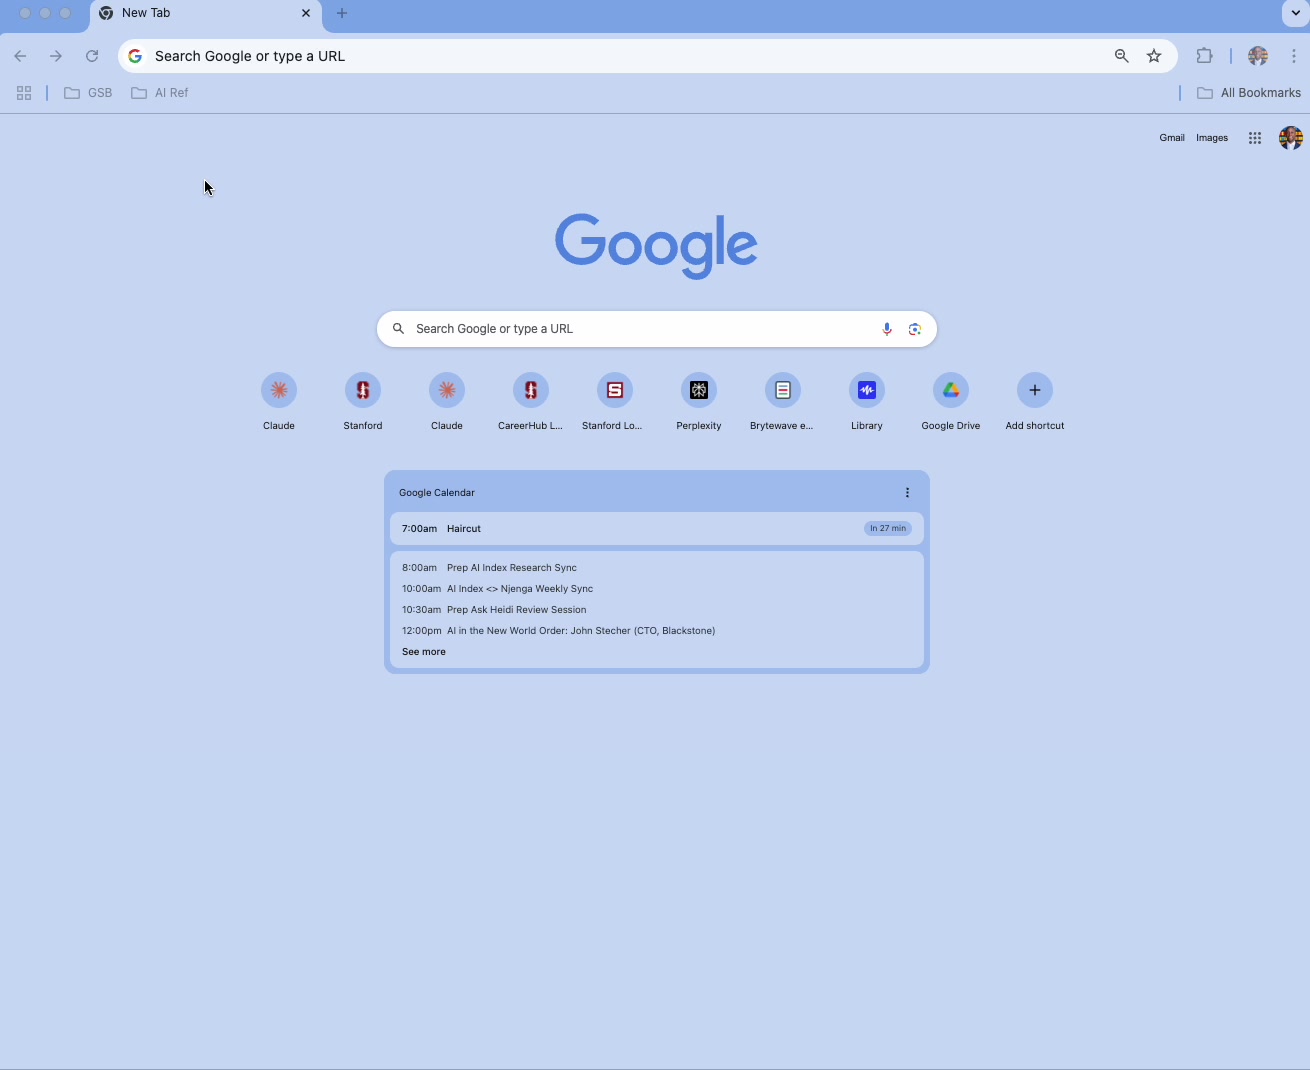 New Tab
Search Google or type a URL
GSB
AI Ref
All Bookmarks
Gmail Images
Google
Search Google or type a URL
Claude
Stanford
Claude
CareerHub L...
Stanford Lo...
Perplexity
Brytewave e...
Library
Google Drive
Add shortcut
Google Calendar
7:00am Haircut In 27 min
8:00am Prep AI Index Research Sync
10:00am AI Index <> Njenga Weekly Sync
10:30am Prep Ask Heidi Review Session
12:00pm AI in the New World Order: John Stecher (CTO, Blackstone)
See more